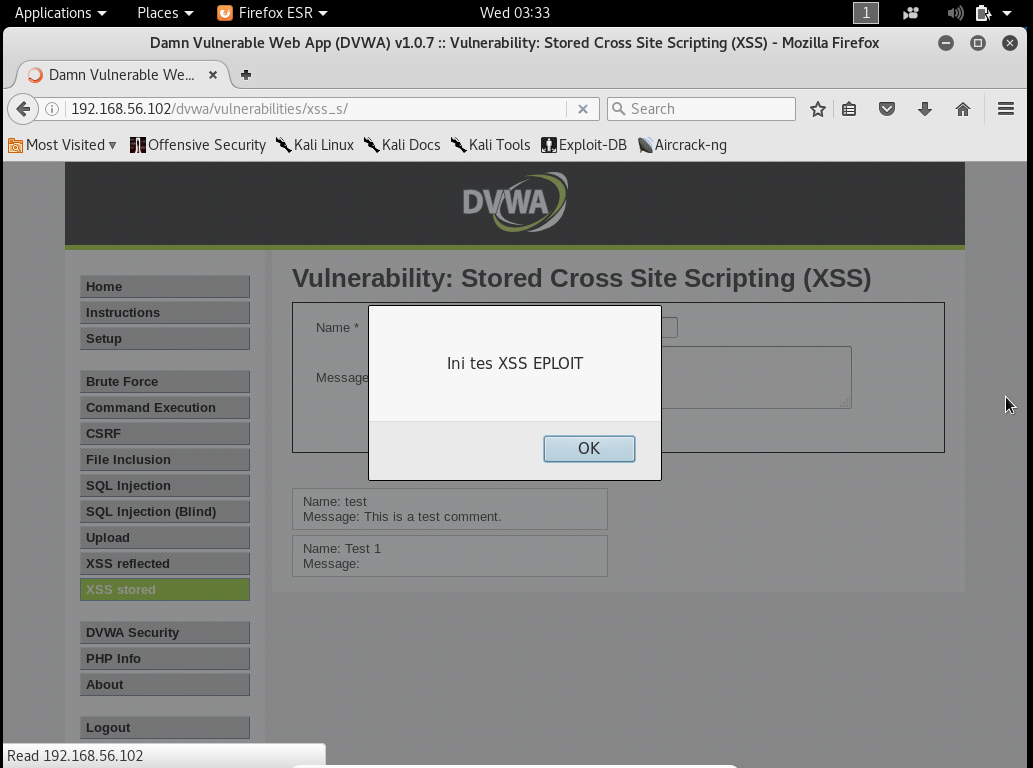 Applications Places Firefox ESR Wed 03:33 1
Damn Vulnerable Web App (DVWA) v1.0.7 :: Vulnerability: Stored Cross Site Scripting (XSS) - Mozilla Firefox
Damn Vulnerable We...
192.168.56.102/dvwa/vulnerabilities/xss_s/ Search
Most Visited Offensive Security Kali Linux Kali Docs Kali Tools Exploit-DB Aircrack-ng
DVWA
Home
Instructions
Setup
Brute Force
Command Execution
CSRF
File Inclusion
SQL Injection
SQL Injection (Blind)
Upload
XSS reflected
XSS stored
DVWA Security
PHP Info
About
Logout
Vulnerability: Stored Cross Site Scripting (XSS)
Name *
Message
Ini tes XSS EPLOIT
OK
Name: test
Message: This is a test comment.
Name: Test 1
Message:
Read 192.168.56.102